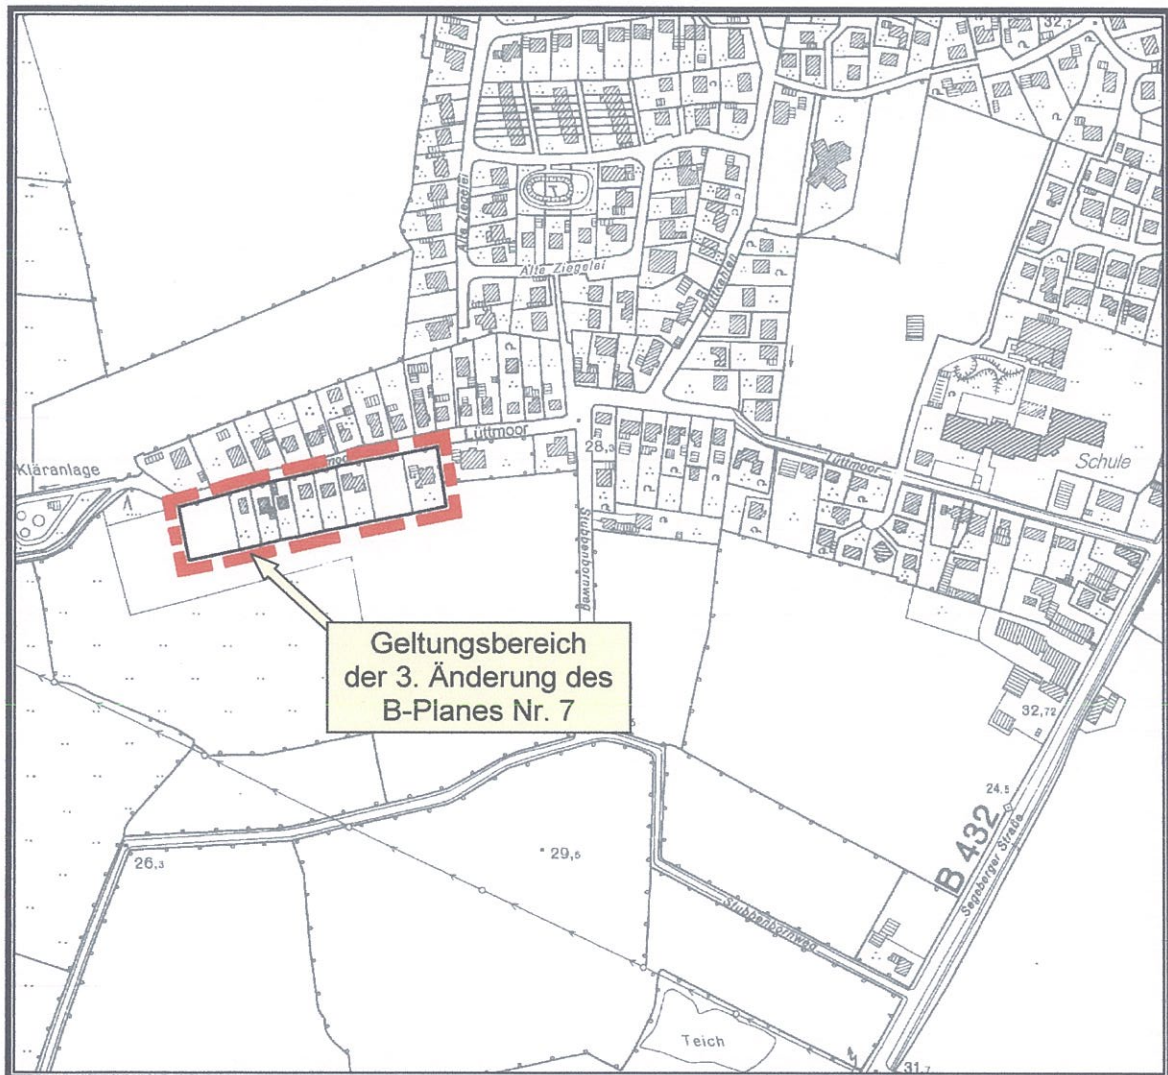 32,7
Alte Ziegelei
Alte Ziegelei
Lüttmoor
Kläranlage
28,3
Lüttmoor
Schule
Stubbenbornweg
Geltungsbereich
der 3. Änderung des
B-Planes Nr. 7
32,72
24.5
B 432
Segeberger Straße
26,3
29,5
Stubbenbornweg
Teich
31,7